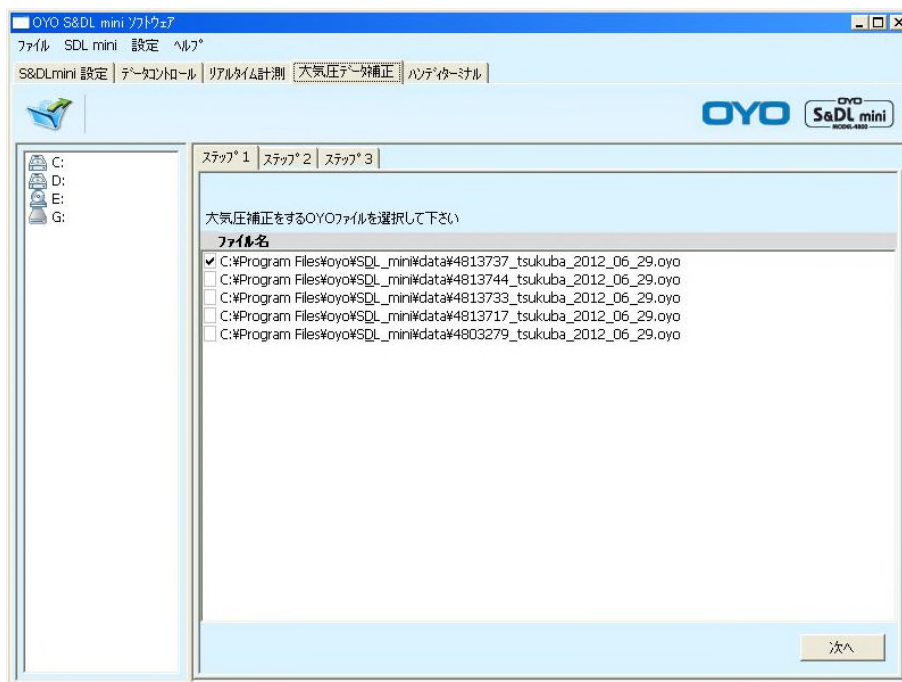 OYO S&DL mini ソフトウェア
ファイル SDL mini 設定 ヘルプ
S&DLmini 設定 データコントロール リアルタイム計測 大気圧データ補正 ハンディターミナル
OYO OYO S&DL mini MODEL-4800
C:
D:
E:
G:
ステップ1 ステップ2 ステップ3
大気圧補正をするOYOファイルを選択して下さい
ファイル名
C:¥Program Files¥oyo¥SDL_mini¥data¥4813737_tsukuba_2012_06_29.oyo
C:¥Program Files¥oyo¥SDL_mini¥data¥4813744_tsukuba_2012_06_29.oyo
C:¥Program Files¥oyo¥SDL_mini¥data¥4813733_tsukuba_2012_06_29.oyo
C:¥Program Files¥oyo¥SDL_mini¥data¥4813717_tsukuba_2012_06_29.oyo
C:¥Program Files¥oyo¥SDL_mini¥data¥4803279_tsukuba_2012_06_29.oyo
次へ